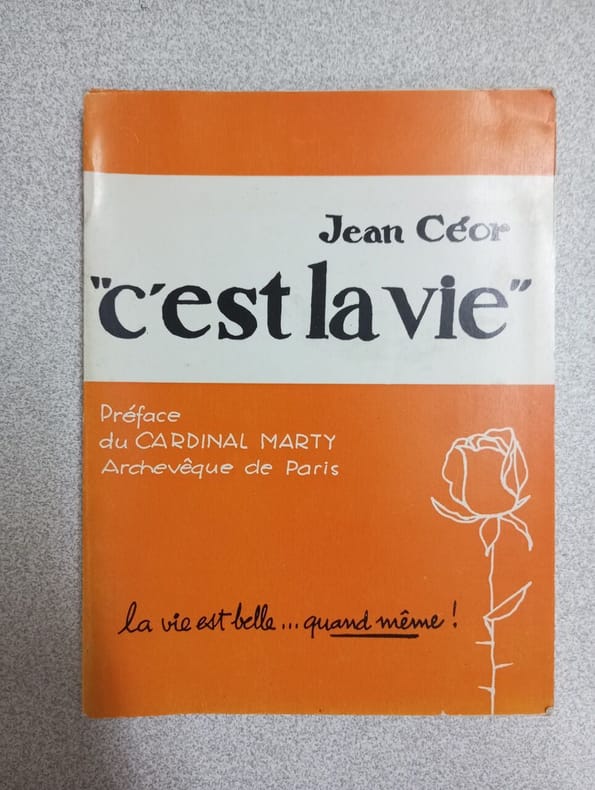 Jean Céor
"c'est la vie"
Préface
du CARDINAL MARTY
Archevêque de Paris
la vie est belle... quand même !